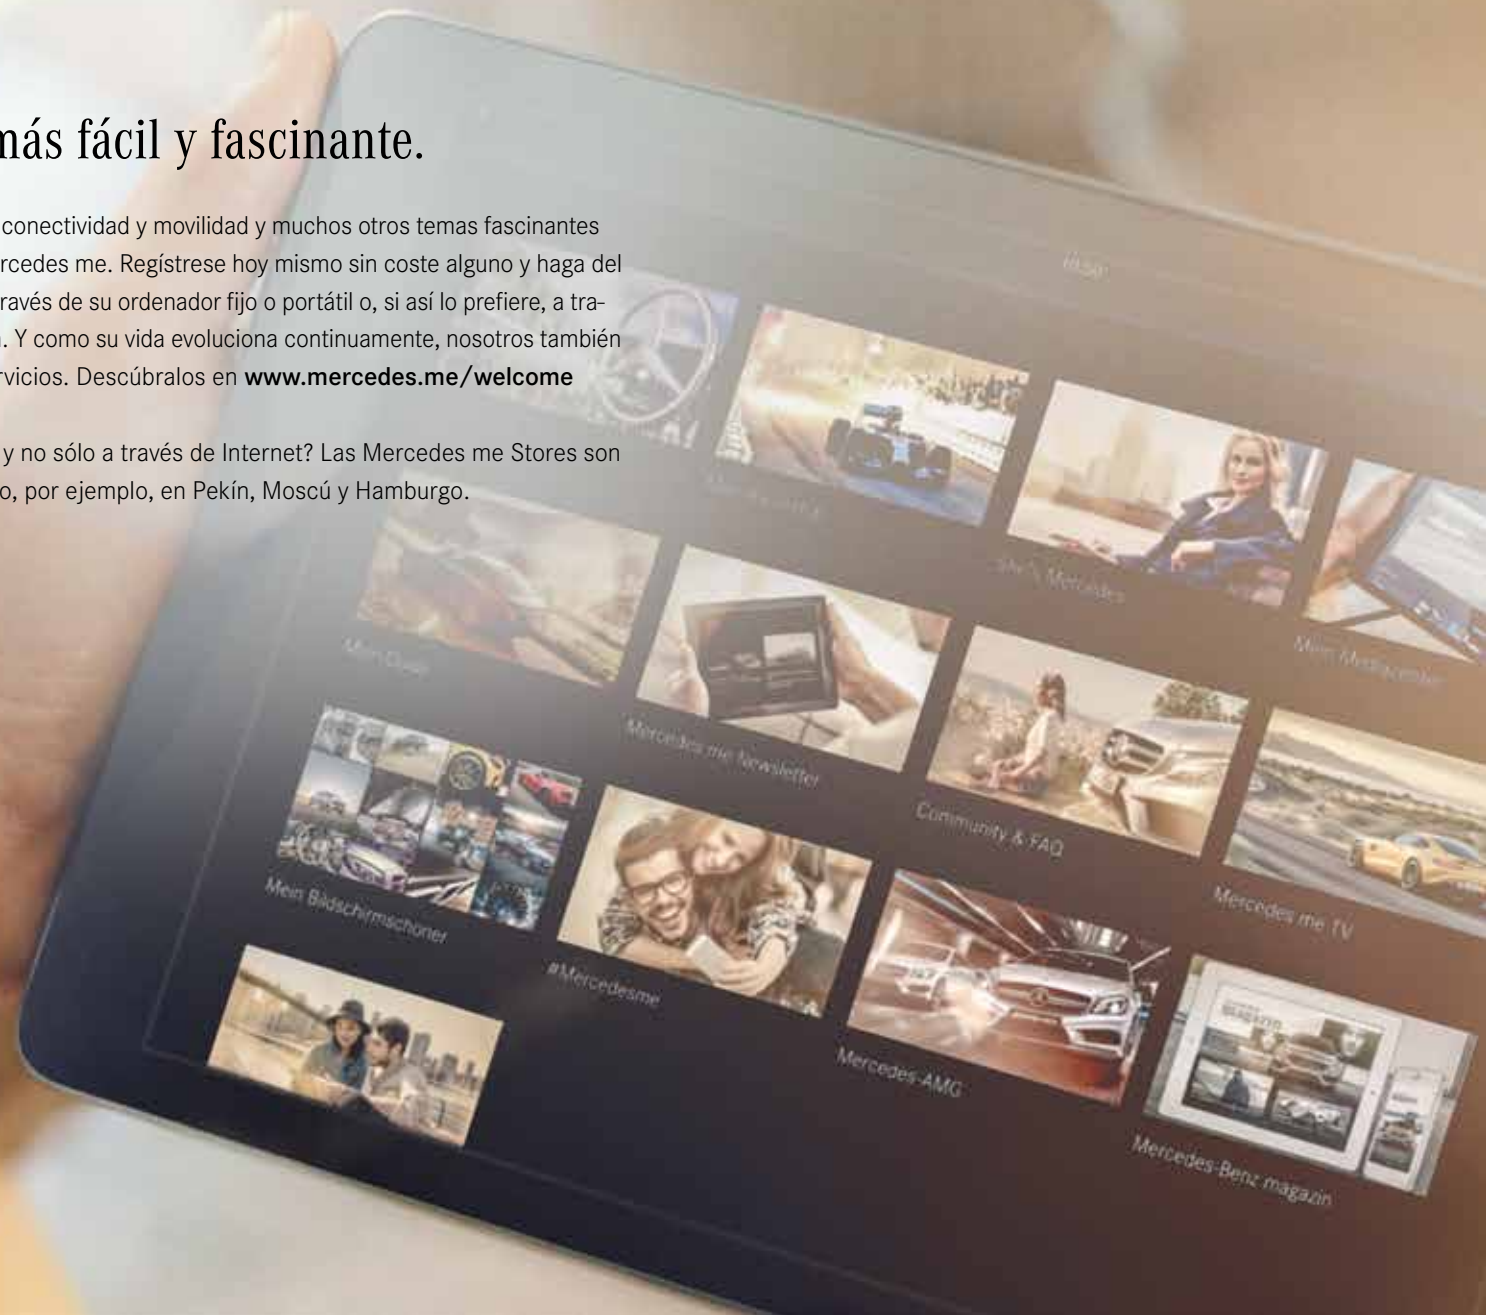 más fácil y fascinante.
conectividad y movilidad y muchos otros temas fascinantes
rcedes me. Regístrese hoy mismo sin coste alguno y haga del
ravés de su ordenador fijo o portátil o, si así lo prefiere, a tra-
. Y como su vida evoluciona continuamente, nosotros también
rvicios. Descúbralos en www.mercedes.me/welcome
y no sólo a través de Internet? Las Mercedes me Stores son
o, por ejemplo, en Pekín, Moscú y Hamburgo.
Mercedes
Mein Mediacenter
Mein
Mercedes me Newsletter
Community & FAQ
Mercedes me TV
Mein Bildschirmschoner
#Mercedesme
Mercedes-AMG
Mercedes-Benz magazin